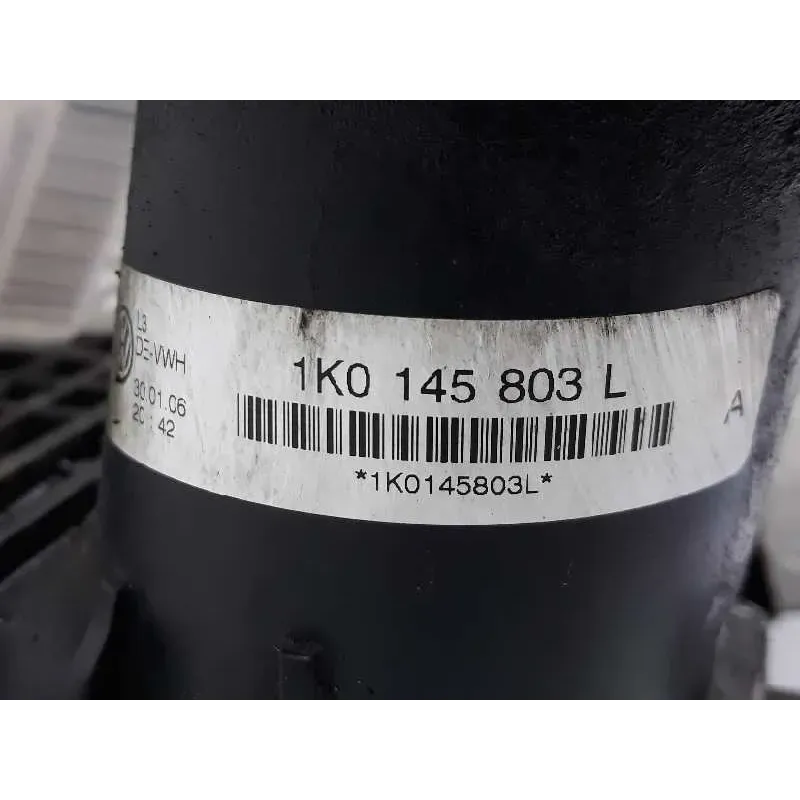 L3
DE-VWH
30.01.06
20:42
1K0 145 803 L
A
*1K0145803L*